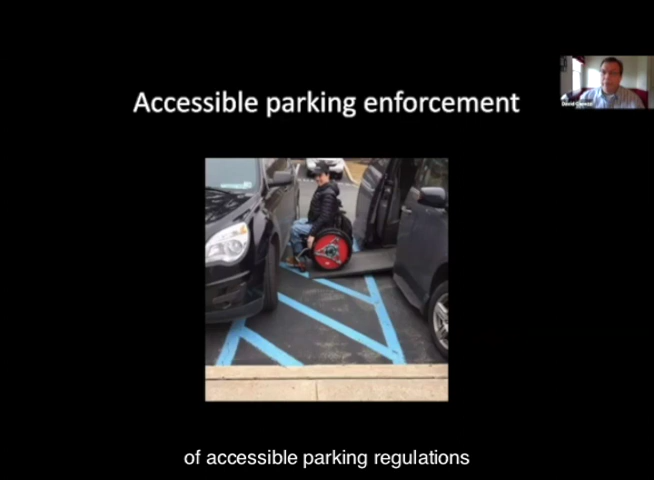 Accessible parking enforcement
of accessible parking regulations